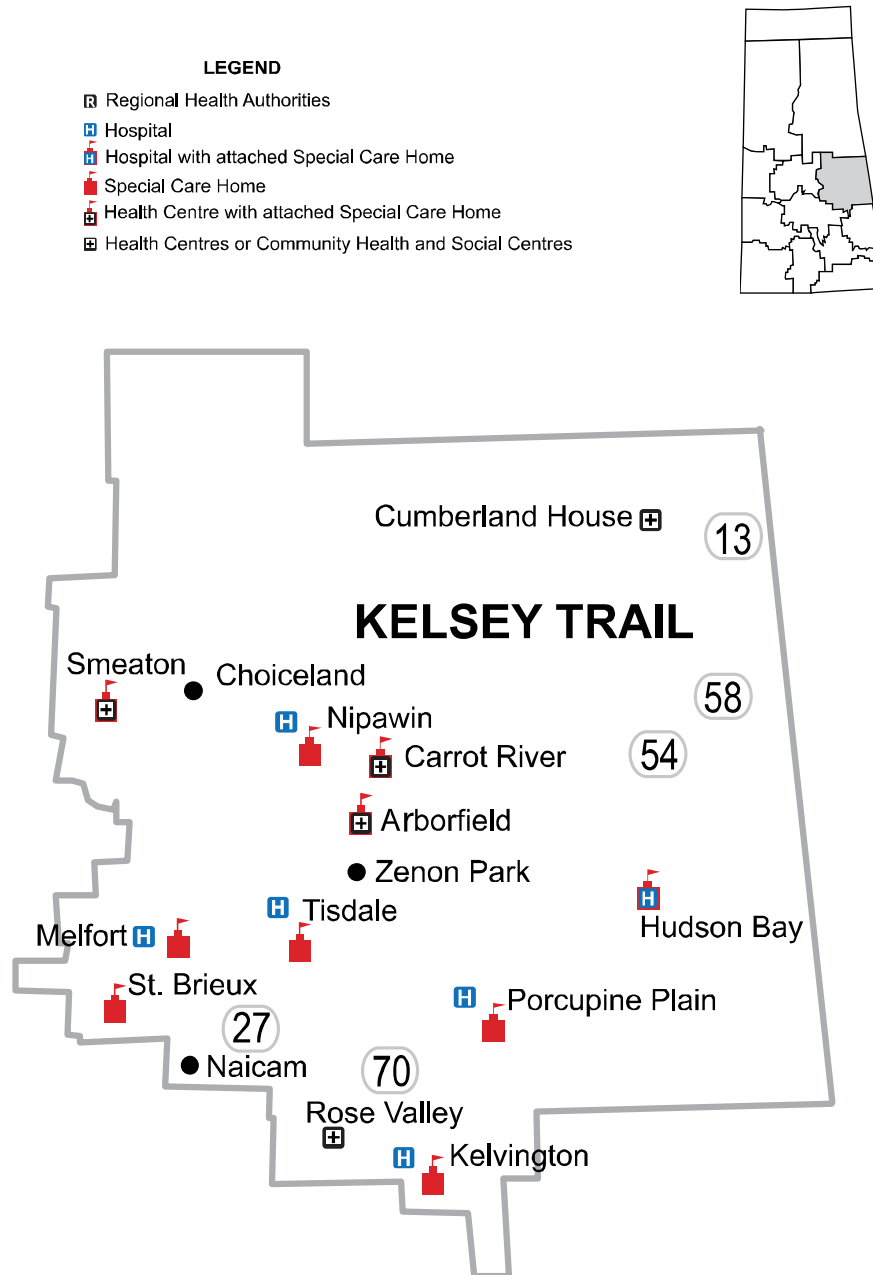 LEGEND
R Regional Health Authorities
H Hospital
H Hospital with attached Special Care Home
Special Care Home
Health Centre with attached Special Care Home
Health Centres or Community Health and Social Centres
Cumberland House
13
KELSEY TRAIL
Smeaton
Choiceland
58
H Nipawin
54
Carrot River
Arborfield
Zenon Park
H
Hudson Bay
H Tisdale
Melfort H
St. Brieux
H Porcupine Plain
27
Naicam
70
Rose Valley
H Kelvington